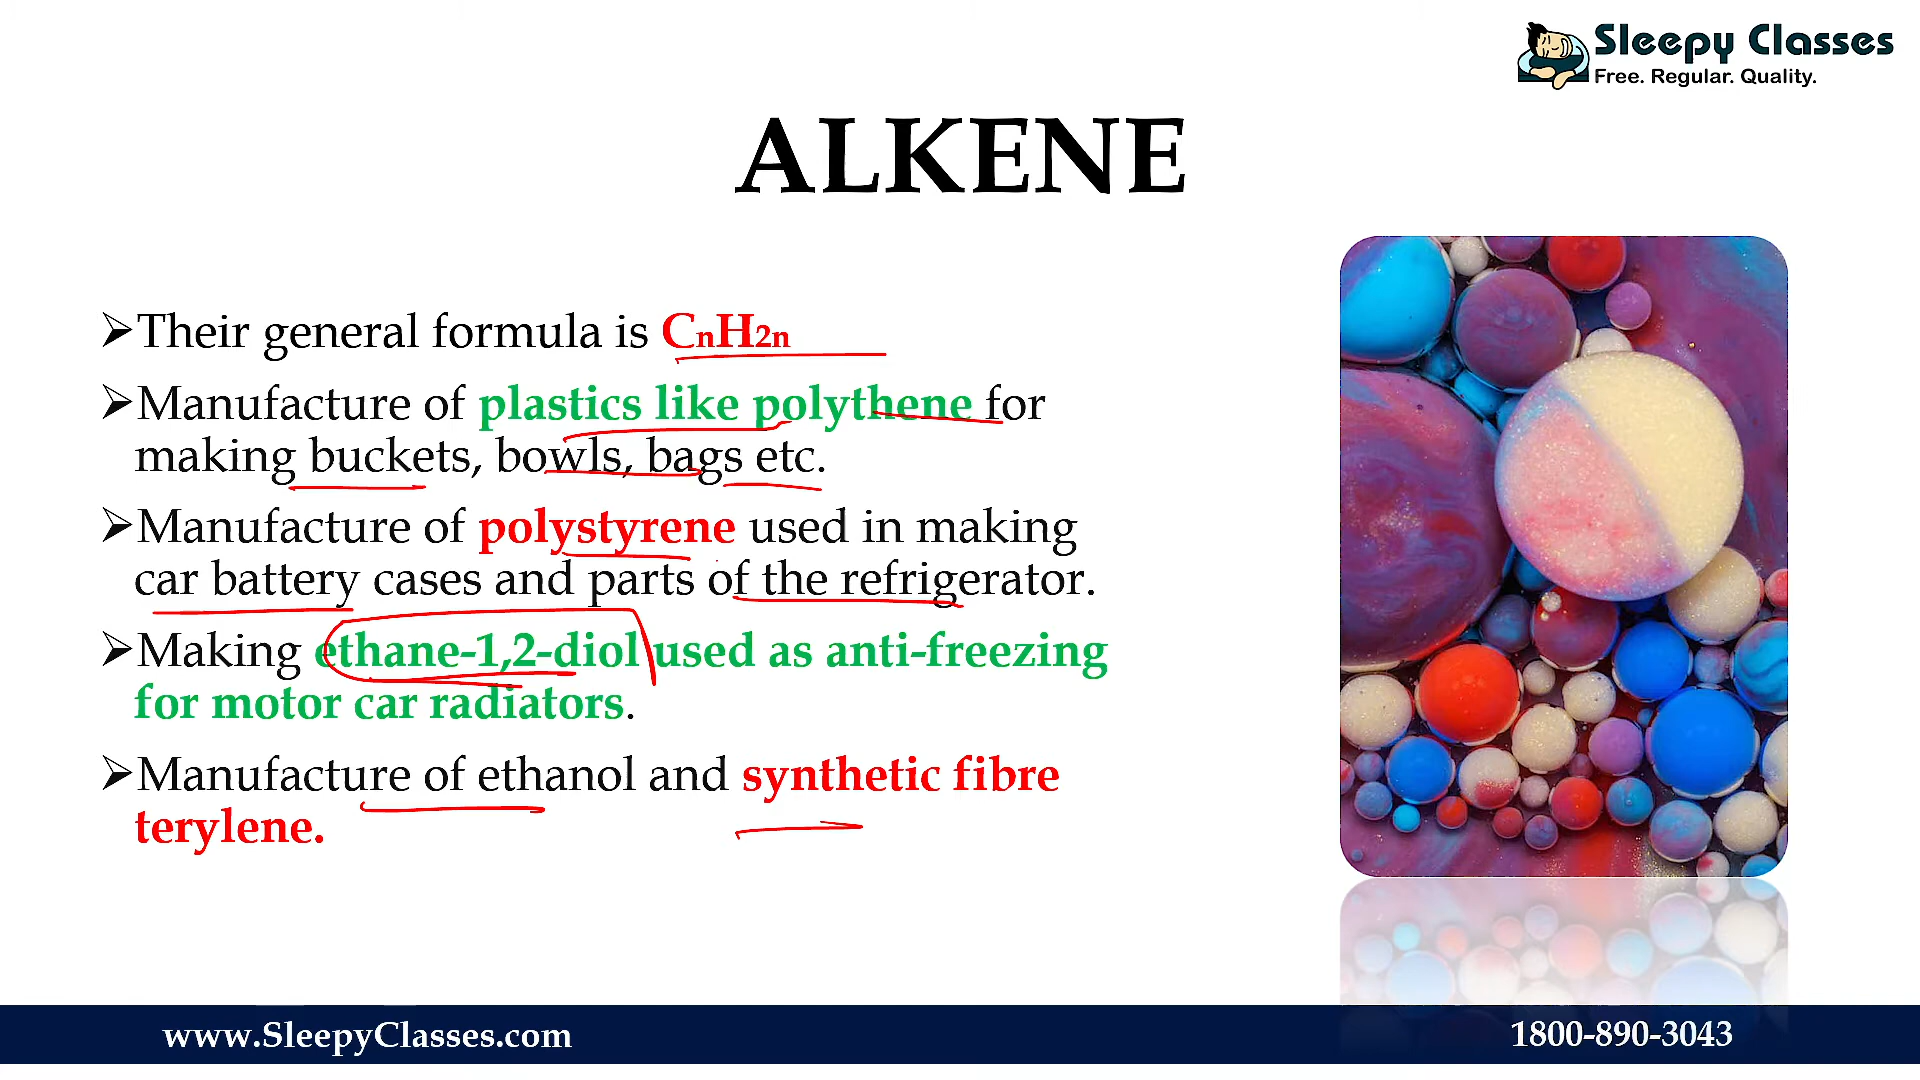 Sleepy Classes
Free. Regular. Quality.
ALKENE
➢Their general formula is CnH2n
➢Manufacture of plastics like polythene for
making buckets, bowls, bags etc.
➢Manufacture of polystyrene used in making
car battery cases and parts of the refrigerator.
➢Making ethane-1,2-diol used as anti-freezing
for motor car radiators.
➢Manufacture of ethanol and synthetic fibre
terylene.
www.SleepyClasses.com
1800-890-3043